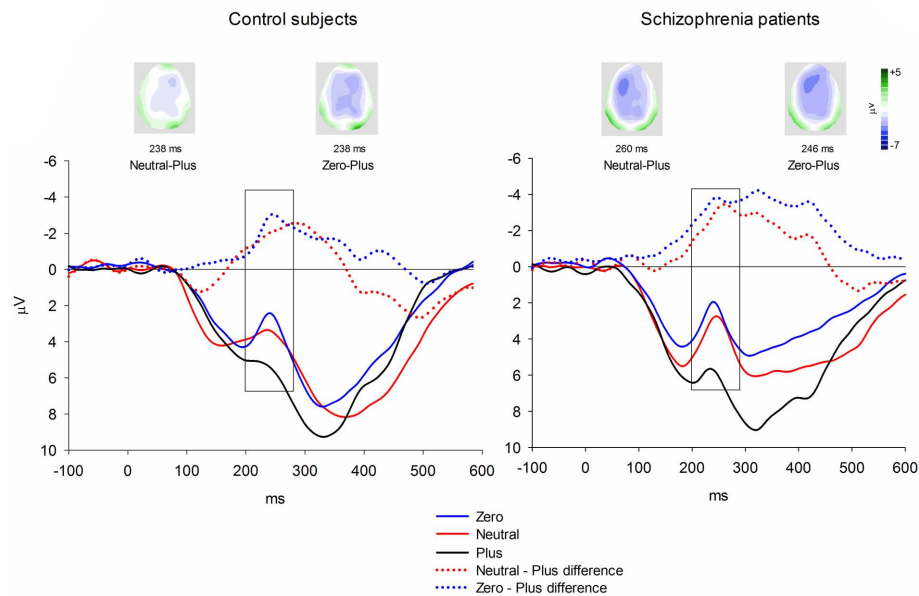 Control subjects
Schizophrenia patients
+5
µV
-7
238 ms
Neutral-Plus
238 ms
Zero-Plus
260 ms
Neutral-Plus
246 ms
Zero-Plus
-6
-4
-2
0
2
4
6
8
10
µV
-100 0 100 200 300 400 500 600
ms
-6
-4
-2
0
2
4
6
8
10
-100 0 100 200 300 400 500 600
ms
Zero
Neutral
Plus
Neutral - Plus difference
Zero - Plus difference